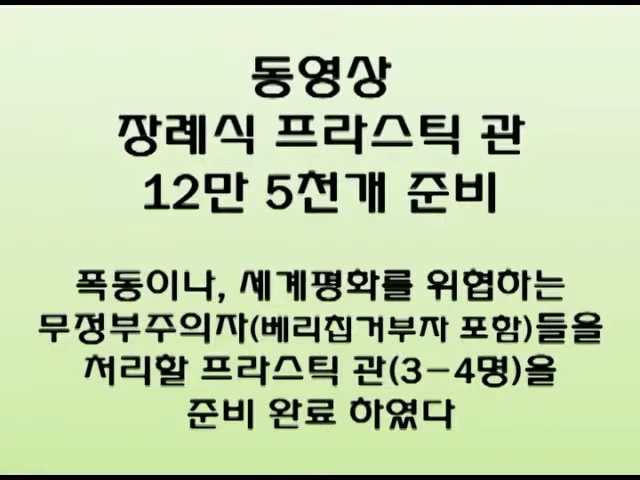 동영상
장례식 프라스틱 관
12만 5천개 준비
폭동이나, 세계평화를 위협하는
무정부주의자(베리칩거부자 포함)들을
처리할 프라스틱 관(3-4명)을
준비 완료 하였다